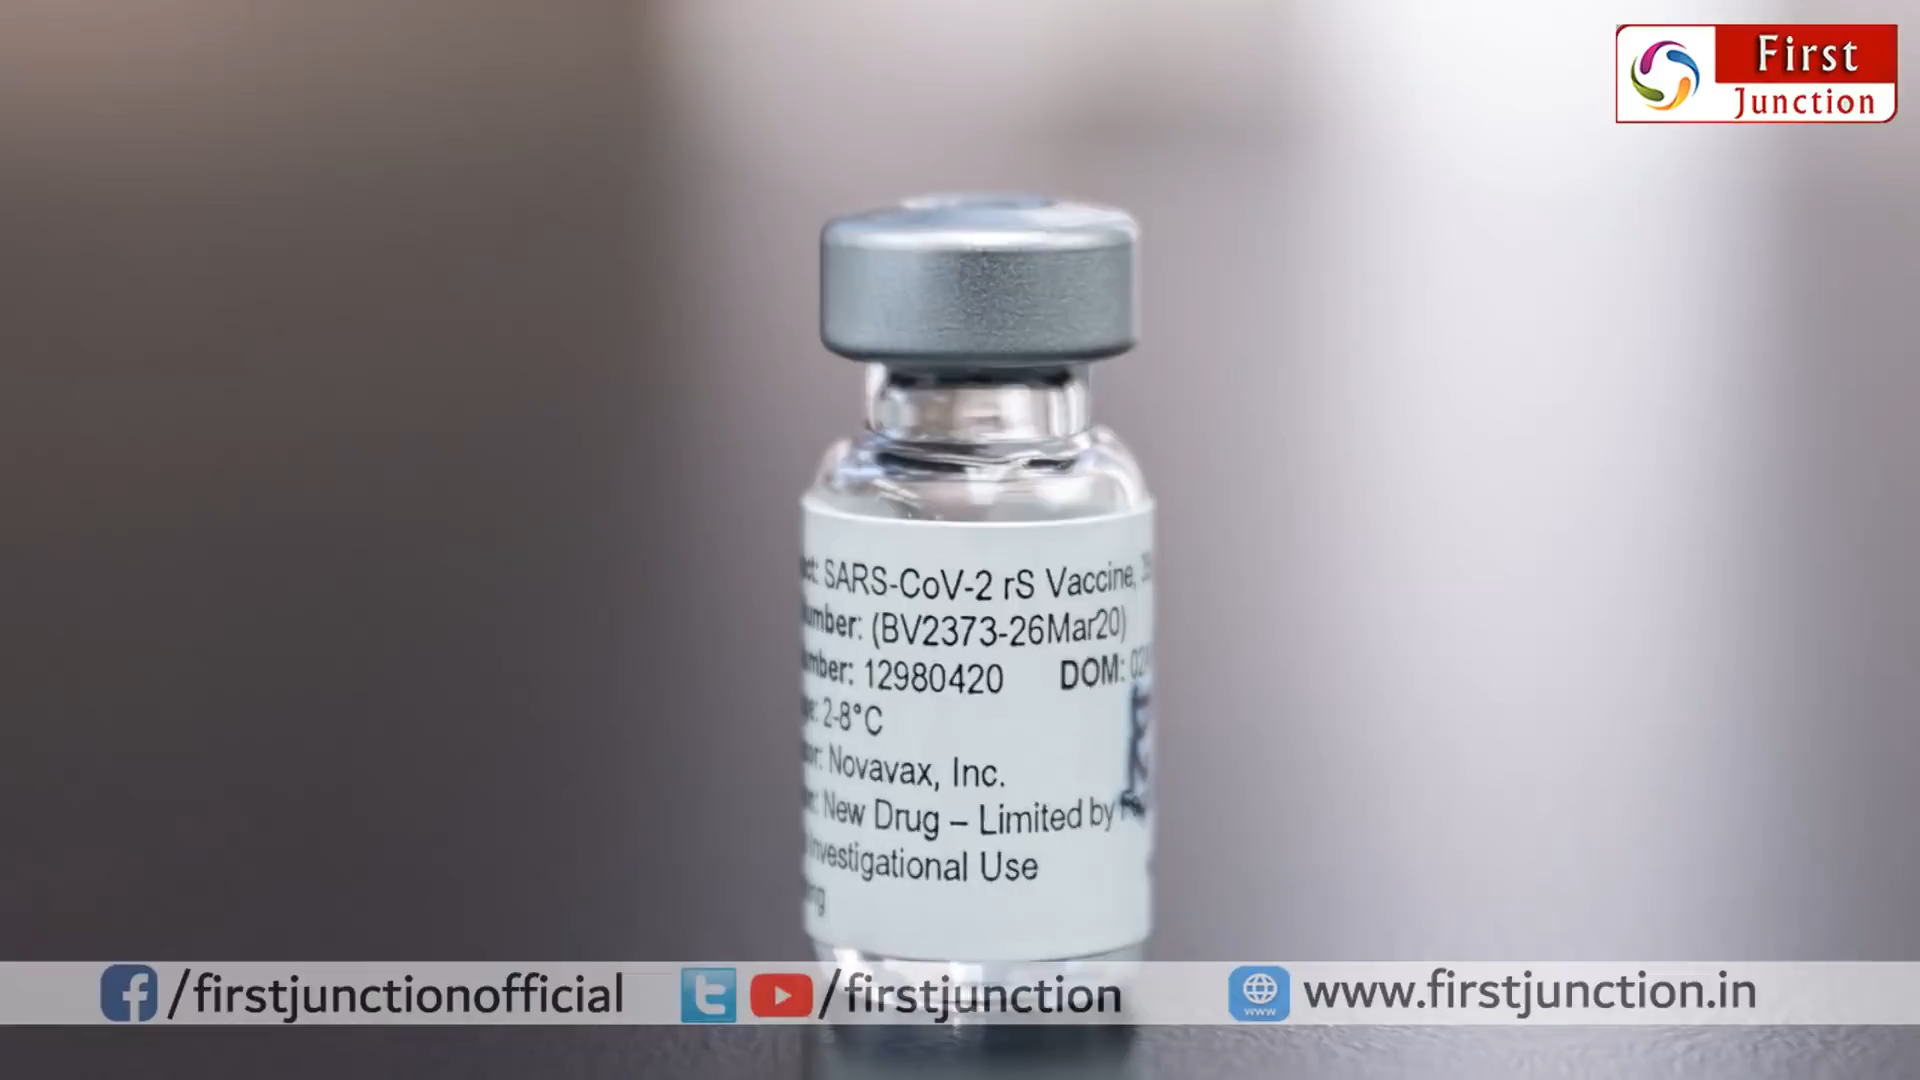 First
Junction
SARS-CoV-2 rS Vaccine,
(BV2373-26Mar20)
12980420 DOM:
2-8°C
Novavax, Inc.
New Drug – Limited by
Investigational Use
/firstjunctionofficial
/firstjunction
www
www.firstjunction.in